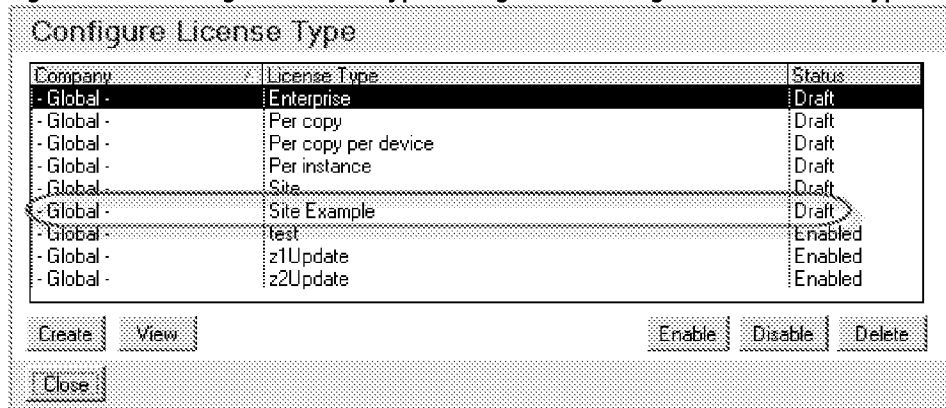 Configure License Type
Company / License Type Status
- Global - Enterprise Draft
- Global - Per copy Draft
- Global - Per copy per device Draft
- Global - Per instance Draft
- Global - Site Draft
- Global - Site Example Draft
- Global - test Enabled
- Global - z1Update Enabled
- Global - z2Update Enabled
Create View Enable Disable Delete
Close